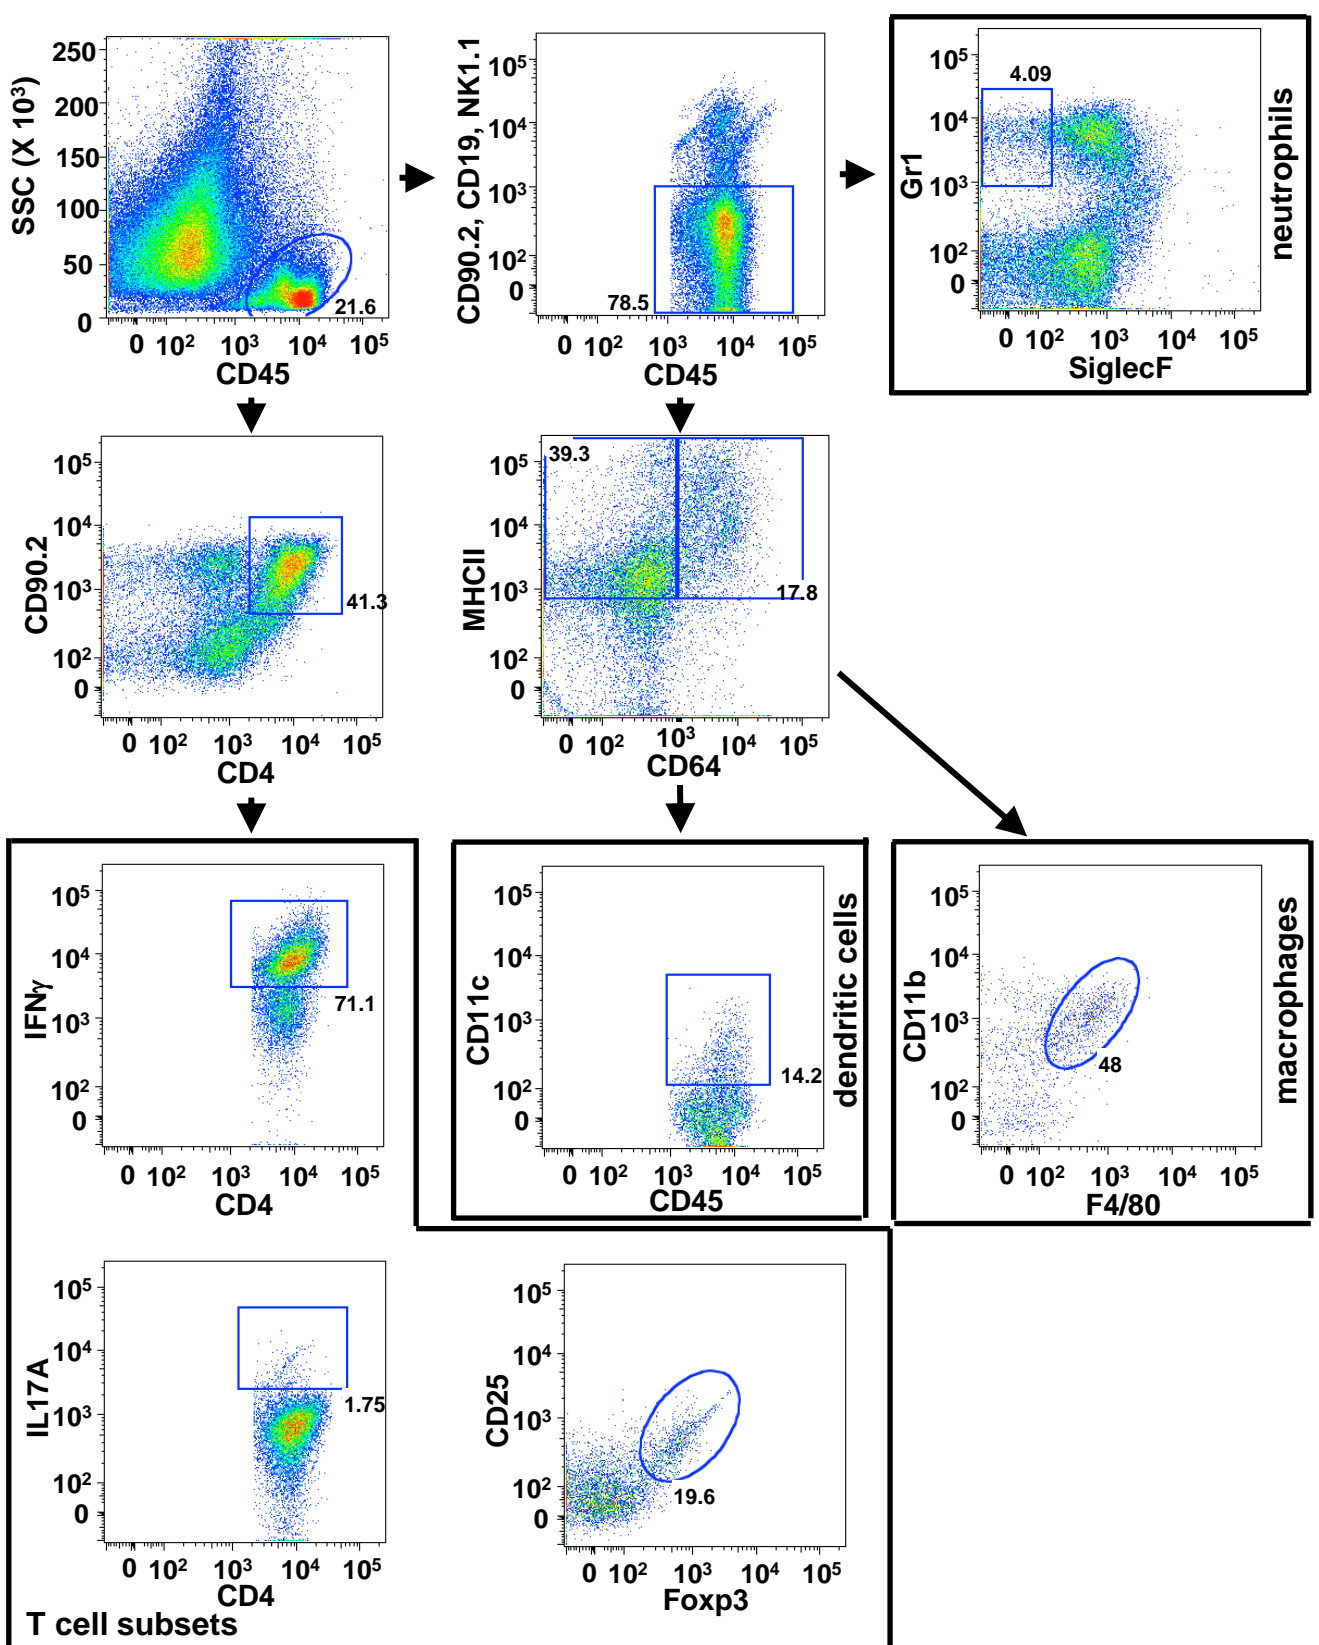 SSC (X 10³)
250
200
150
100
50
0
21.6
0 10² 10³ 10⁴ 10⁵
CD45
CD90.2, CD19, NK1.1
10⁵
10⁴
10³
10²
0
78.5
0 10² 10³ 10⁴ 10⁵
CD45
Gr1
10⁵
10⁴
10³
10²
0
4.09
0 10² 10³ 10⁴ 10⁵
SiglecF
neutrophils
CD90.2
10⁵
10⁴
10³
10²
0
41.3
0 10² 10³ 10⁴ 10⁵
CD4
MHCII
10⁵
10⁴
10³
10²
0
39.3
17.8
0 10² 10³ 10⁴ 10⁵
CD64
IFNγ
10⁵
10⁴
10³
10²
0
71.1
0 10² 10³ 10⁴ 10⁵
CD4
CD11c
10⁵
10⁴
10³
10²
0
14.2
0 10² 10³ 10⁴ 10⁵
CD45
dendritic cells
CD11b
10⁵
10⁴
10³
10²
0
48
0 10² 10³ 10⁴ 10⁵
F4/80
macrophages
IL17A
10⁵
10⁴
10³
10²
0
1.75
0 10² 10³ 10⁴ 10⁵
CD4
CD25
10⁵
10⁴
10³
10²
0
19.6
0 10² 10³ 10⁴ 10⁵
Foxp3
T cell subsets